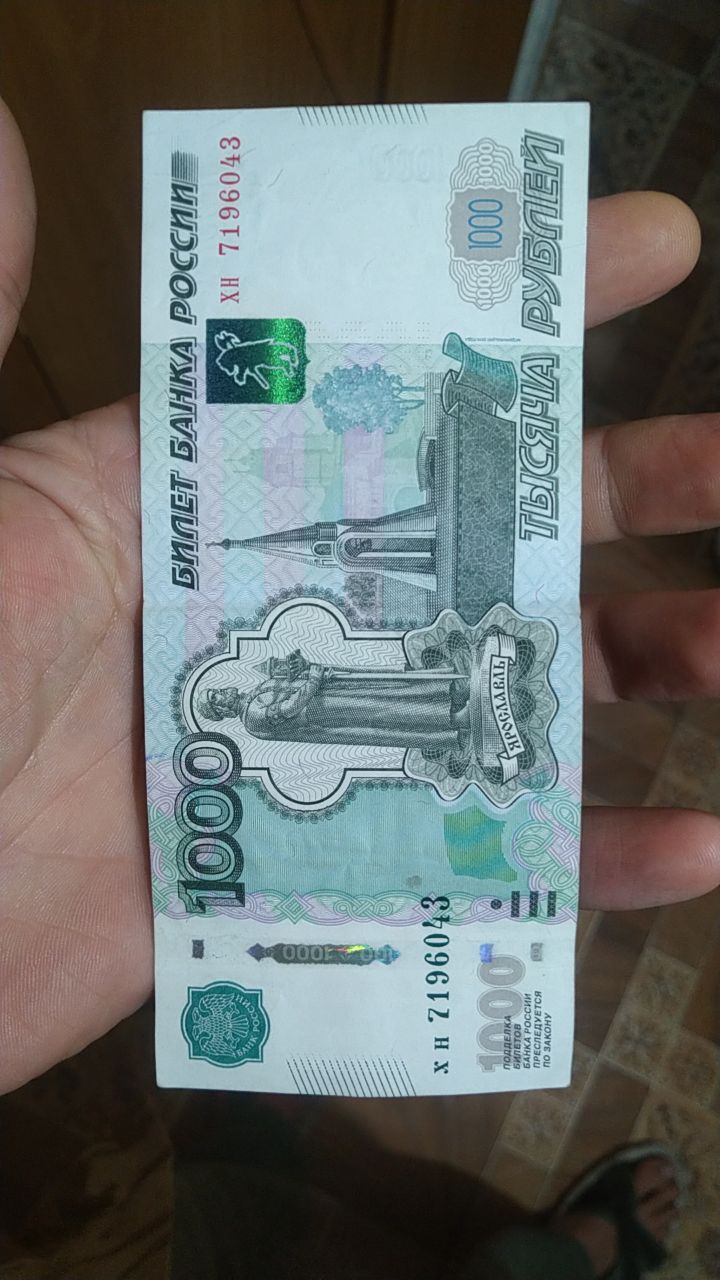 БИЛЕТ БАНКА РОССИИ
1000
БАНК РОССИИ
ХН 7196043
1000
хн 7196043
ЯРОСЛАВЛЬ
1000
ПОДДЕЛКА
БИЛЕТОВ
БАНКА РОССИИ
ПРЕСЛЕДУЕТСЯ
ПО ЗАКОНУ
1000 1000 1000
ТЫСЯЧА РУБЛЕЙ